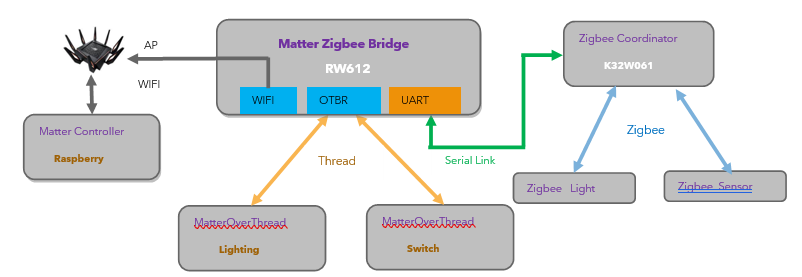 AP
WIFI
Matter Controller
Raspberry
Matter Zigbee Bridge
RW612
WIFI
OTBR
UART
Thread
Serial Link
MatterOverThread
Lighting
MatterOverThread
Switch
Zigbee Coordinator
K32W061
Zigbee
Zigbee Light
Zigbee Sensor